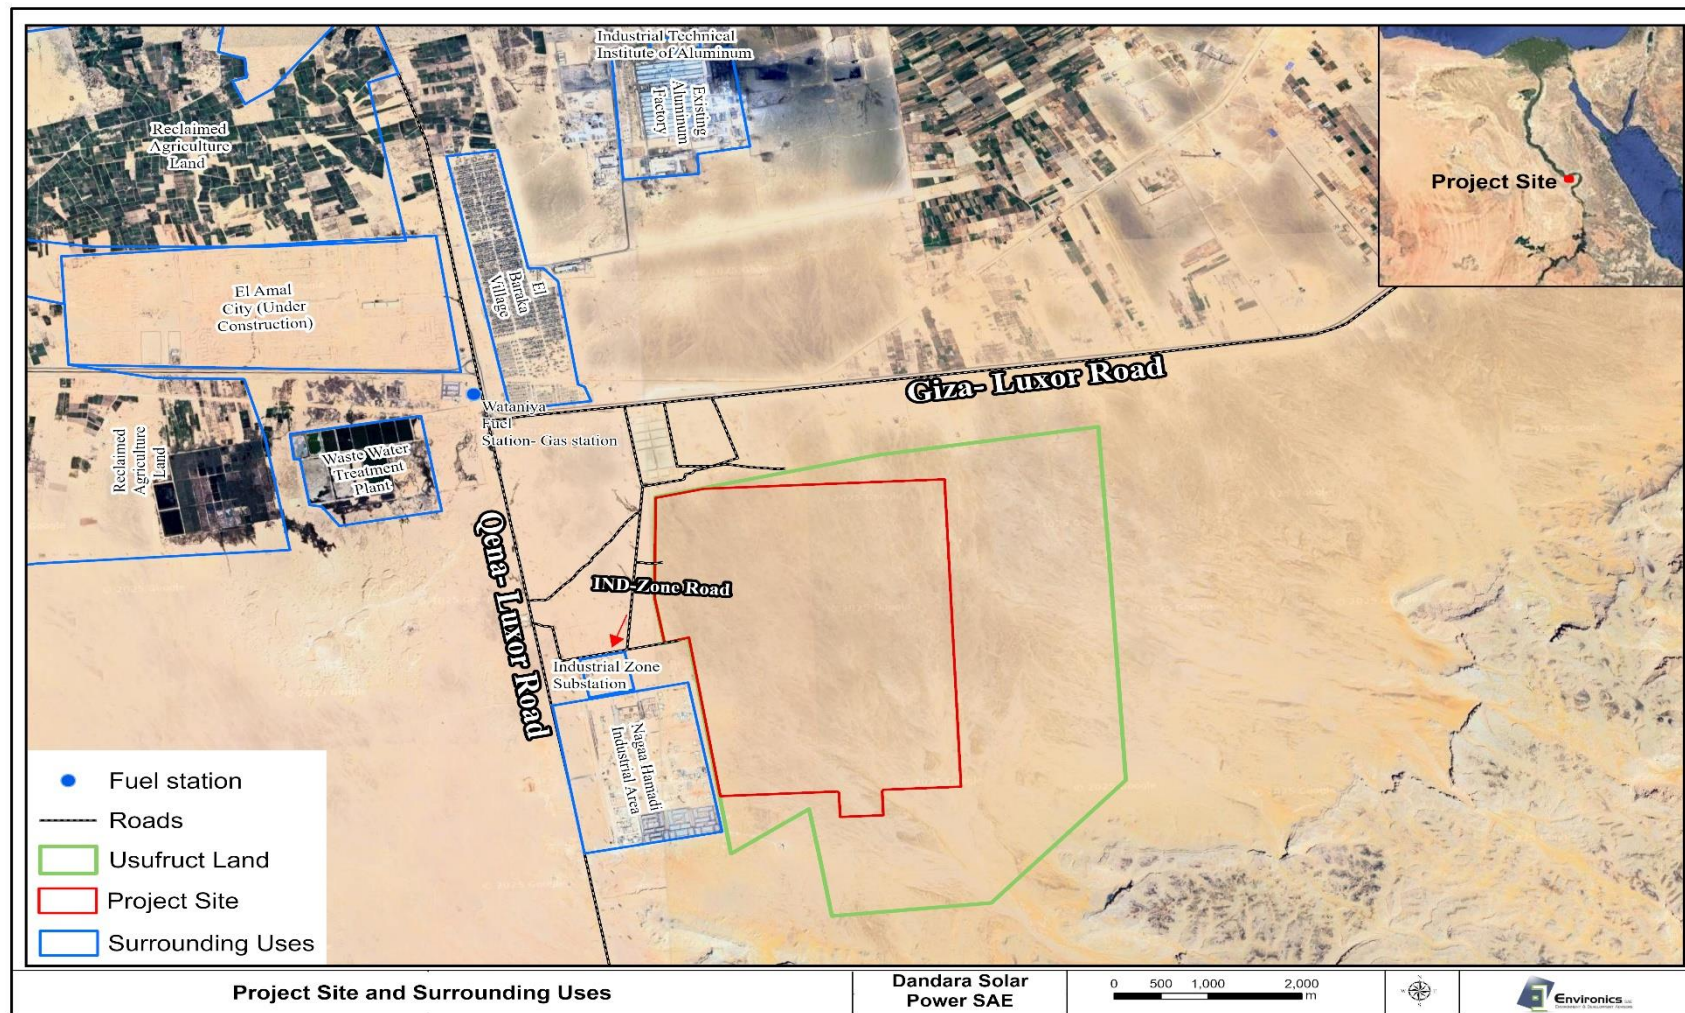 Industrial Technical
Institute of Aluminum
Existing
Aluminum
Factory
Reclaimed
Agriculture
Land
Project Site
El
Baraka
Village
El Amal
City (Under
Construction)
Giza- Luxor Road
Wataniya
Fuel
Station- Gas station
Reclaimed
Agriculture
Land
Waste Water
Treatment
Plant
Qena- Luxor Road
IND-Zone Road
Industrial Zone
Substation
Nagaa Hamadi
Industrial Area
Fuel station
Roads
Usufruct Land
Project Site
Surrounding Uses
Project Site and Surrounding Uses
Dandara Solar
Power SAE
0 500 1,000 2,000
m
Environics